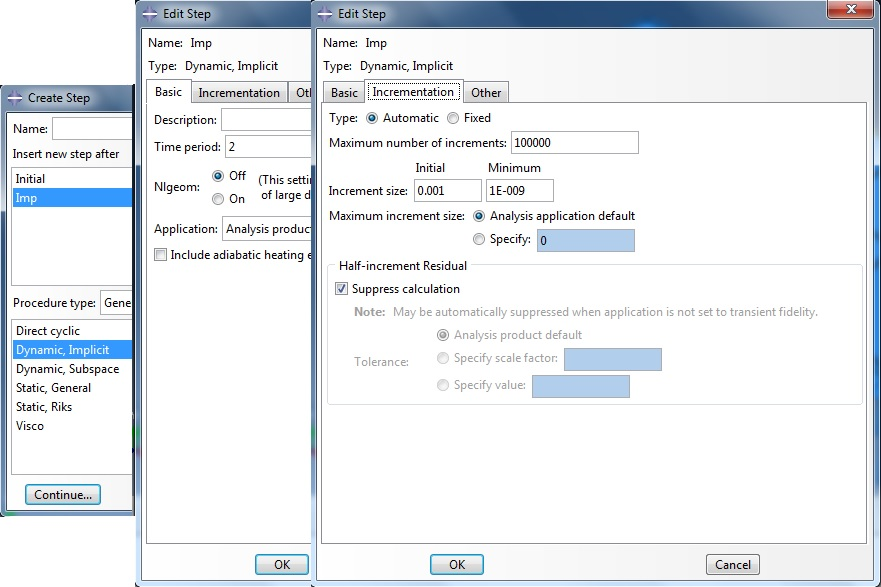 Create Step
Name:
Insert new step after
Initial
Imp
Procedure type: Gene
Direct cyclic
Dynamic, Implicit
Dynamic, Subspace
Static, General
Static, Riks
Visco
Continue...
Edit Step
Name: Imp
Type: Dynamic, Implicit
Basic Incrementation Ot
Description:
Time period: 2
Nlgeom: Off
On
(This setti
of large d
Application: Analysis produc
Include adiabatic heating e
OK
Edit Step
Name: Imp
Type: Dynamic, Implicit
Basic Incrementation Other
Type: Automatic Fixed
Maximum number of increments: 100000
Initial Minimum
Increment size: 0.001 1E-009
Maximum increment size: Analysis application default
Specify: 0
Half-increment Residual
Suppress calculation
Note: May be automatically suppressed when application is not set to transient fidelity.
Analysis product default
Tolerance: Specify scale factor:
Specify value:
OK Cancel